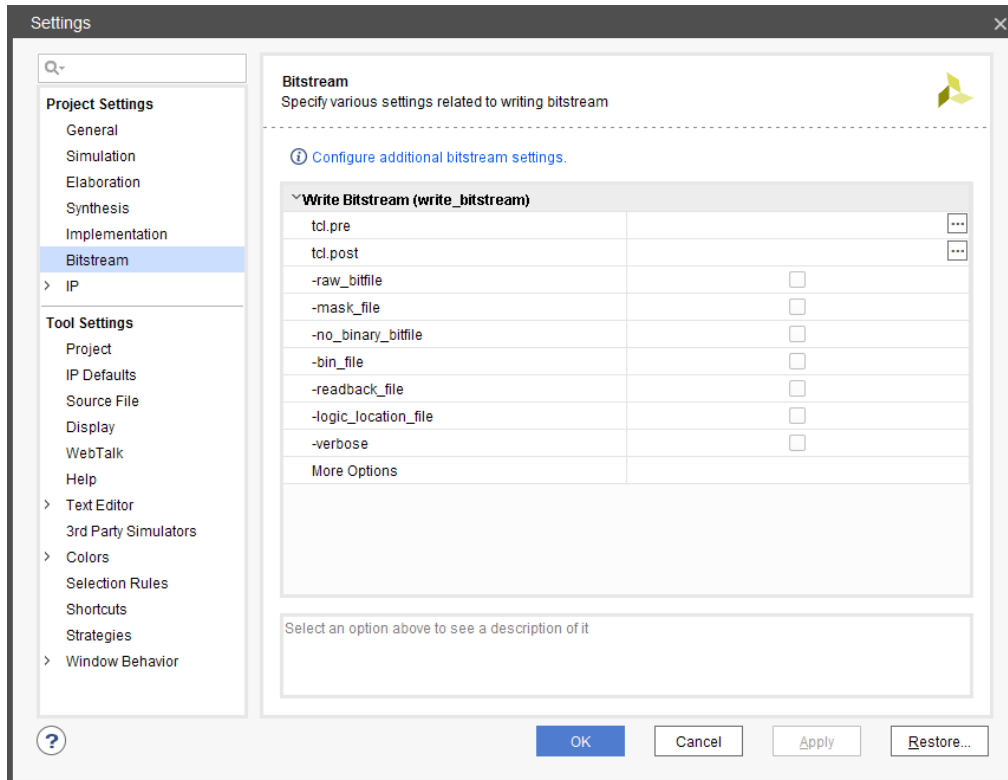 Settings
Project Settings
General
Simulation
Elaboration
Synthesis
Implementation
Bitstream
IP
Tool Settings
Project
IP Defaults
Source File
Display
WebTalk
Help
Text Editor
3rd Party Simulators
Colors
Selection Rules
Shortcuts
Strategies
Window Behavior
Bitstream
Specify various settings related to writing bitstream
Configure additional bitstream settings.
Write Bitstream (write_bitstream)
tcl.pre
tcl.post
-raw_bitfile
-mask_file
-no_binary_bitfile
-bin_file
-readback_file
-logic_location_file
-verbose
More Options
Select an option above to see a description of it
?
OK
Cancel
Apply
Restore...